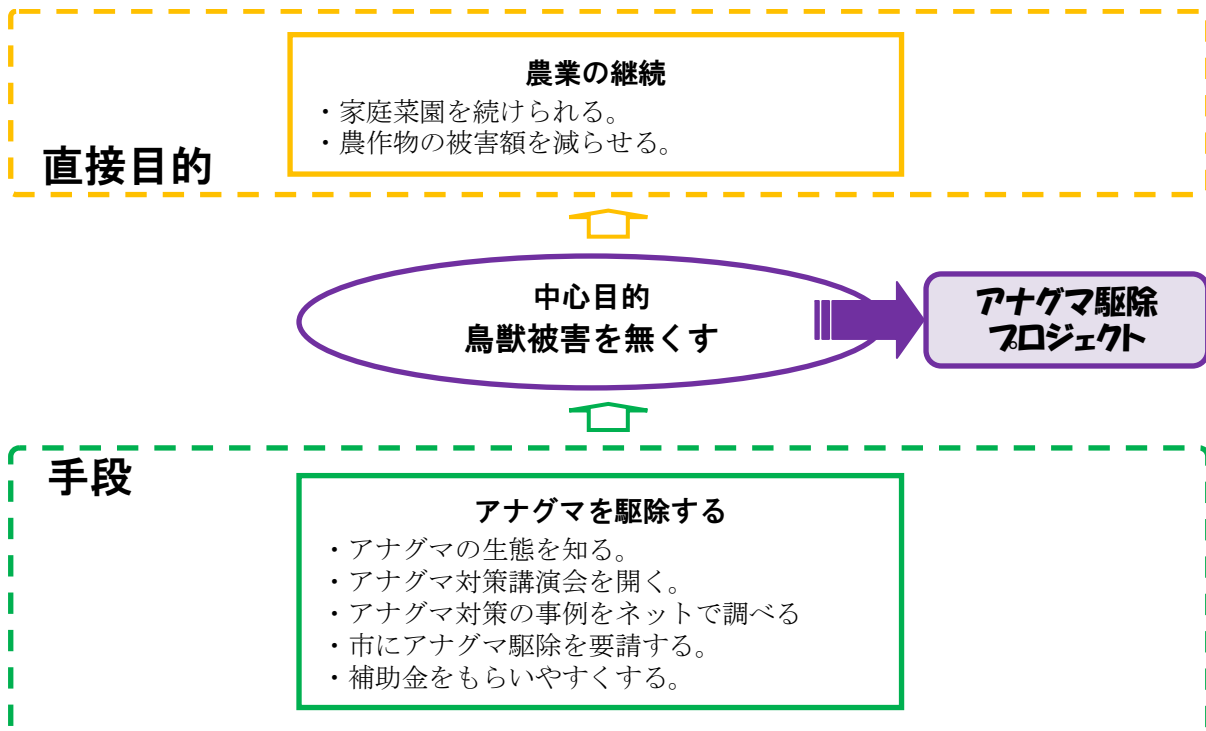 農業の継続
・家庭菜園を続けられる。
・農作物の被害額を減らせる。
直接目的
中心目的
鳥獣被害を無くす
アナグマ駆除
プロジェクト
手段
アナグマを駆除する
・アナグマの生態を知る。
・アナグマ対策講演会を開く。
・アナグマ対策の事例をネットで調べる
・市にアナグマ駆除を要請する。
・補助金をもらいやすくする。